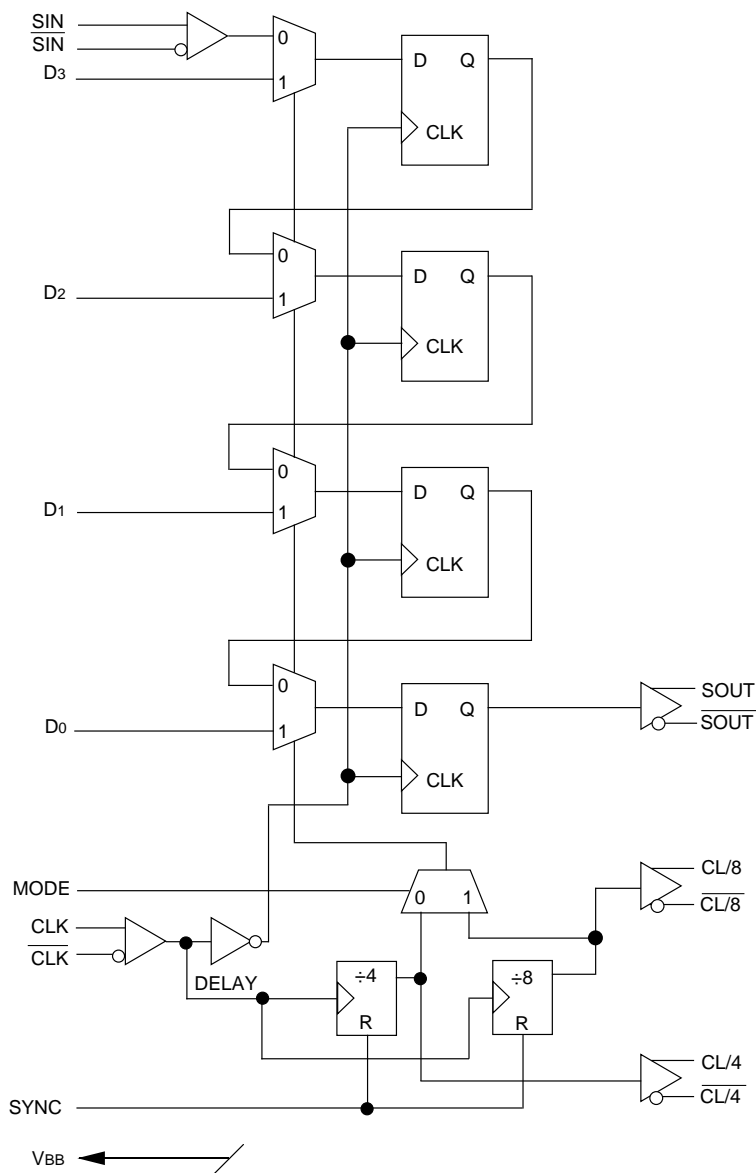 SIN
SIN
D3
0
1
D Q
CLK
D2
0
1
D Q
CLK
D1
0
1
D Q
CLK
D0
0
1
D Q
CLK
SOUT
SOUT
MODE
0 1
CL/8
CL/8
CLK
CLK
DELAY
÷4
R
÷8
R
CL/4
CL/4
SYNC
VBB